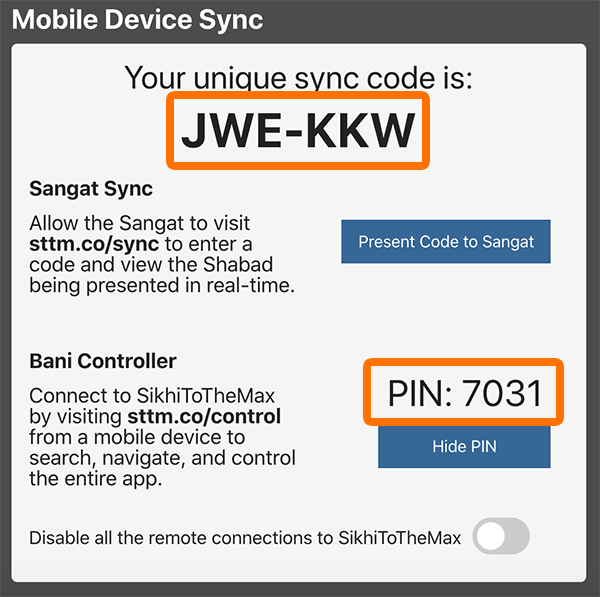 Mobile Device Sync
Your unique sync code is:
JWE-KKW
Sangat Sync
Allow the Sangat to visit
sttm.co/sync to enter a
code and view the Shabad
being presented in real-time.
Present Code to Sangat
Bani Controller
Connect to SikhiToTheMax
by visiting sttm.co/control
from a mobile device to
search, navigate, and control
the entire app.
PIN: 7031
Hide PIN
Disable all the remote connections to SikhiToTheMax